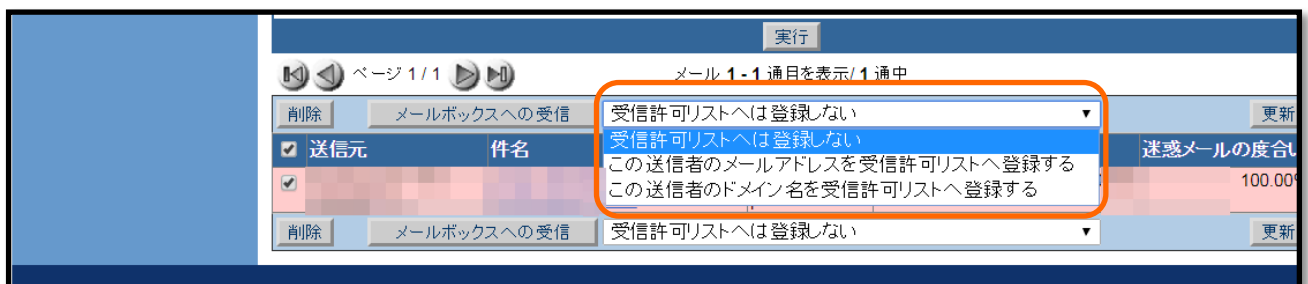 実行
ページ 1 / 1 メール 1 - 1 通目を表示/ 1 通中
削除 メールボックスへの受信 受信許可リストへは登録しない ▼ 更新
受信許可リストへは登録しない
この送信者のメールアドレスを受信許可リストへ登録する
この送信者のドメイン名を受信許可リストへ登録する
送信元 件名 迷惑メールの度合い
100.00%
削除 メールボックスへの受信 受信許可リストへは登録しない ▼ 更新